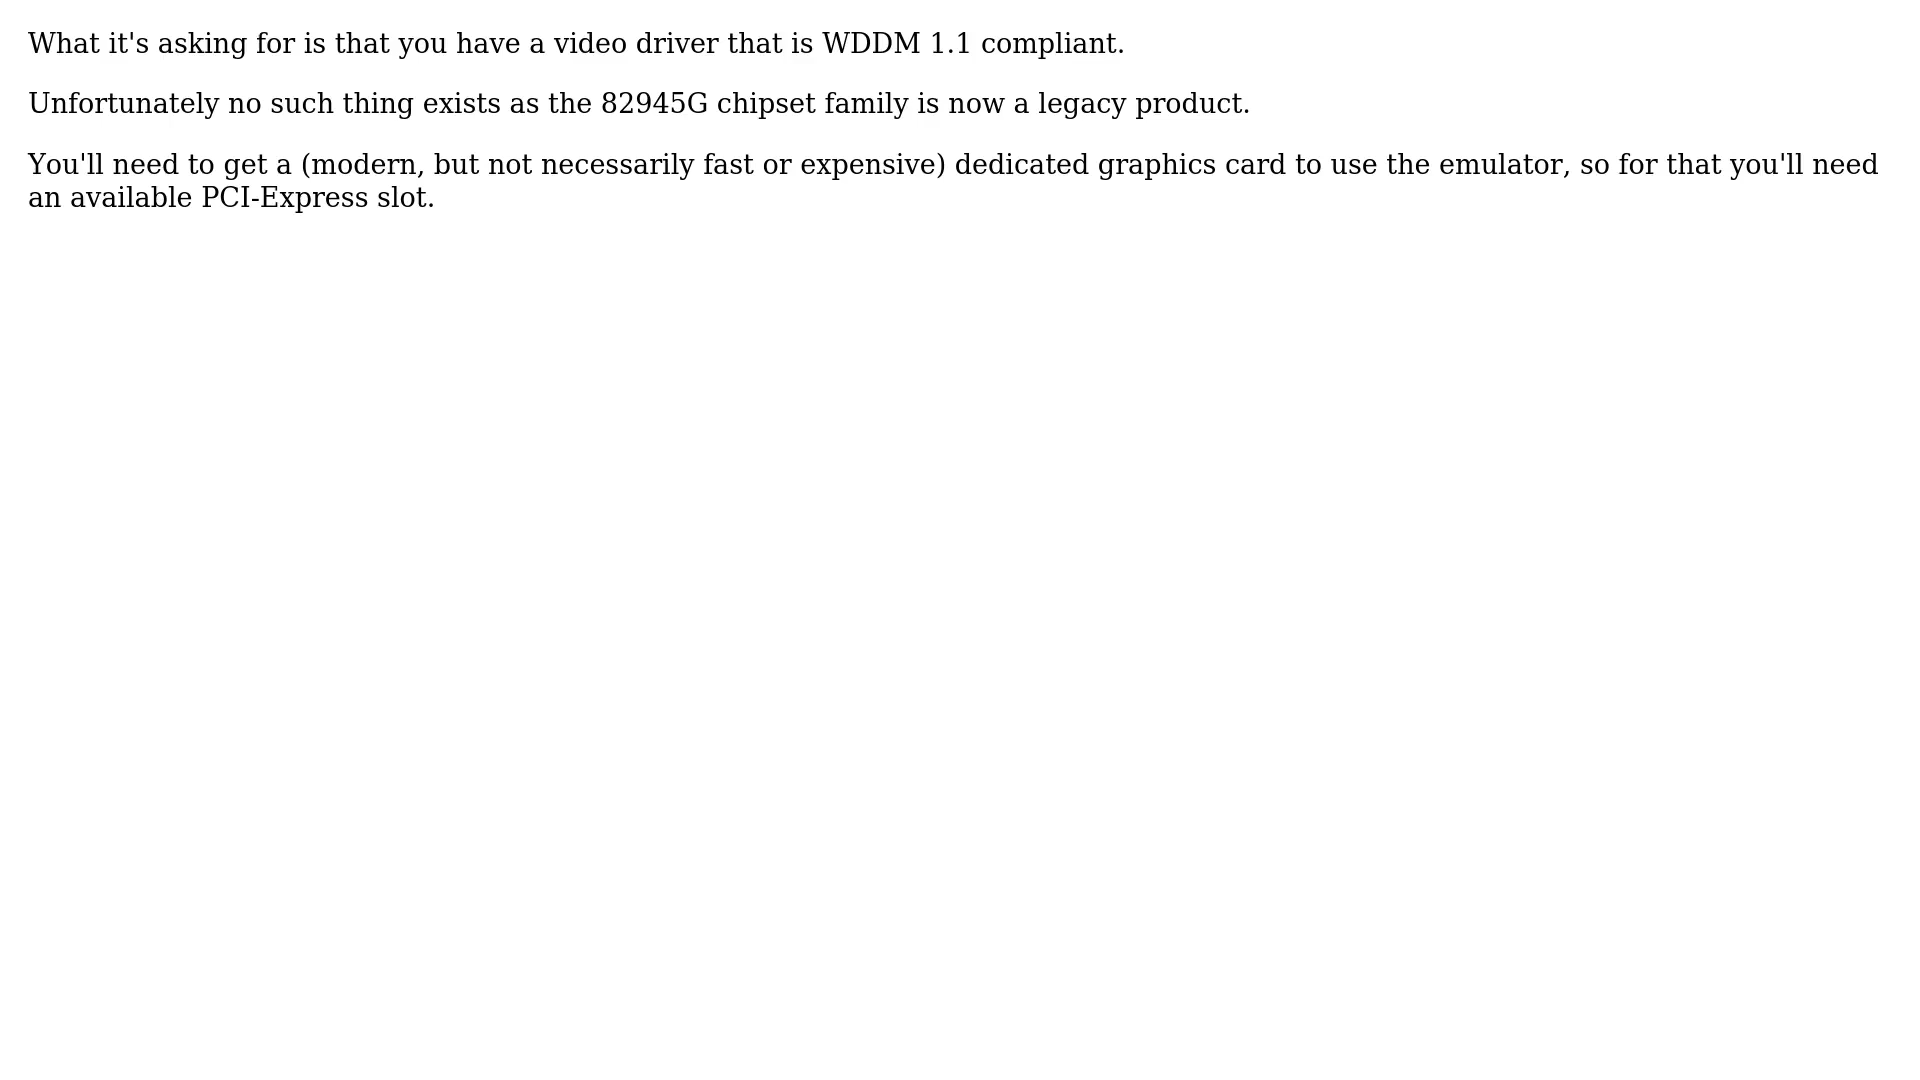 What it's asking for is that you have a video driver that is WDDM 1.1 compliant.
Unfortunately no such thing exists as the 82945G chipset family is now a legacy product.
You'll need to get a (modern, but not necessarily fast or expensive) dedicated graphics card to use the emulator, so for that you'll need
an available PCI-Express slot.